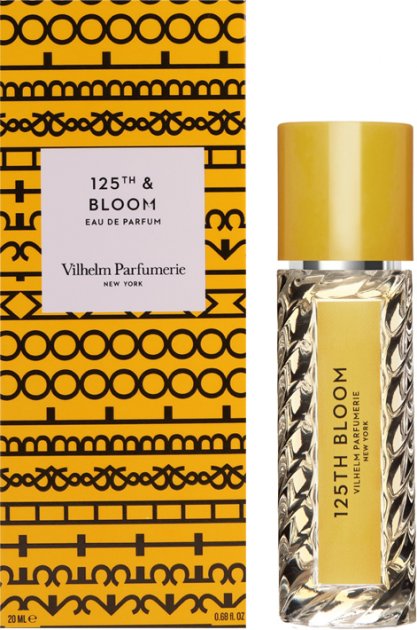 125TH &
BLOOM
EAU DE PARFUM
Vilhelm Parfumerie
NEW YORK
20 ML ℮
0.68 fl. oz
125TH BLOOM
VILHELM PARFUMERIE
NEW YORK